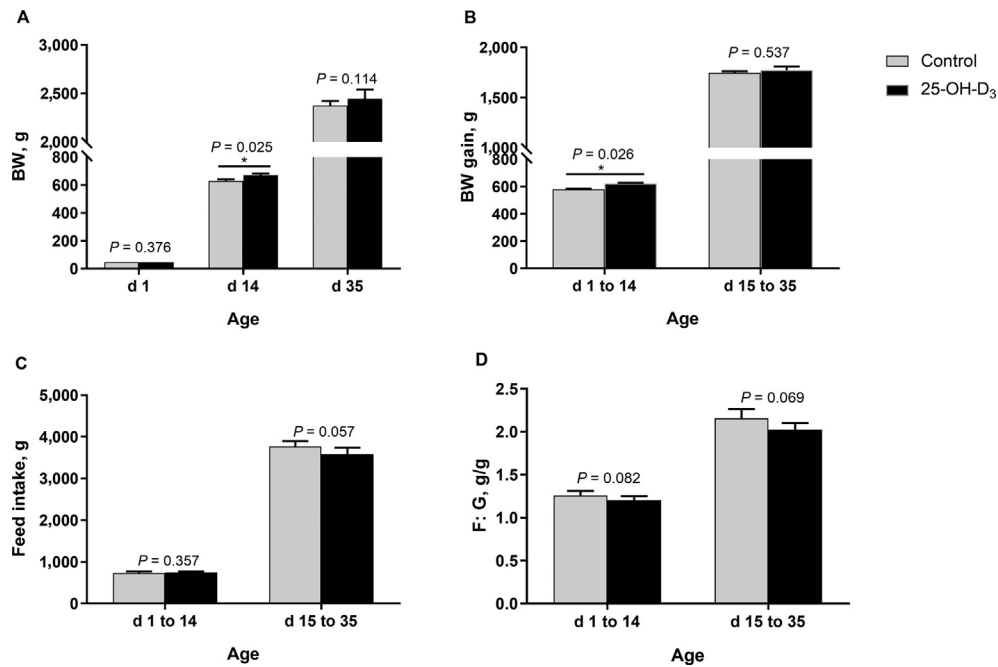 A
BW, g
3,000
2,500
2,000
800
600
400
200
0
P = 0.376
P = 0.025
*
P = 0.114
d 1
d 14
d 35
Age
B
BW gain, g
2,000
1,500
1,000
800
600
400
200
0
P = 0.026
*
P = 0.537
d 1 to 14
d 15 to 35
Age
Control
25-OH-D₃
C
Feed intake, g
5,000
4,000
3,000
2,000
1,000
0
P = 0.357
P = 0.057
d 1 to 14
d 15 to 35
Age
D
F: G, g/g
2.5
2.0
1.5
1.0
0.5
0.0
P = 0.082
P = 0.069
d 1 to 14
d 15 to 35
Age